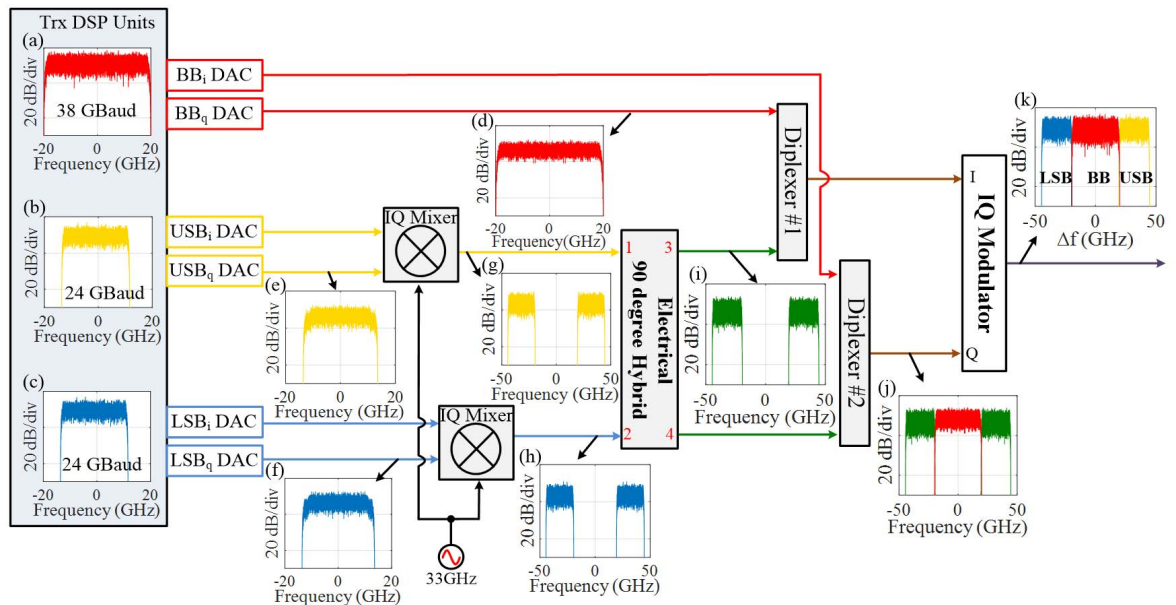 Trx DSP Units
(a)
20 dB/div
38 GBaud
-20 0 20
Frequency (GHz)
BBi DAC
BBq DAC
(b)
20 dB/div
24 GBaud
-20 0 20
Frequency (GHz)
USBi DAC
USBq DAC
(c)
20 dB/div
24 GBaud
-20 0 20
Frequency (GHz)
LSBi DAC
LSBq DAC
(d)
20 dB/div
-20 0 20
Frequency(GHz)
(e)
20 dB/div
-20 0 20
Frequency (GHz)
(f)
20 dB/div
-20 0 20
Frequency (GHz)
IQ Mixer
IQ Mixer
33GHz
(g)
20 dB/div
-50 0 50
Frequency (GHz)
(h)
20 dB/div
-50 0 50
Frequency (GHz)
1 3
Electrical
90 degree Hybrid
2 4
(i)
20 dB/div
-50 0 50
Frequency (GHz)
Diplexer #1
Diplexer #2
(j)
20 dB/div
-50 0 50
Frequency (GHz)
I
IQ Modulator
Q
(k)
20 dB/div
LSB BB USB
-50 0 50
Δf (GHz)